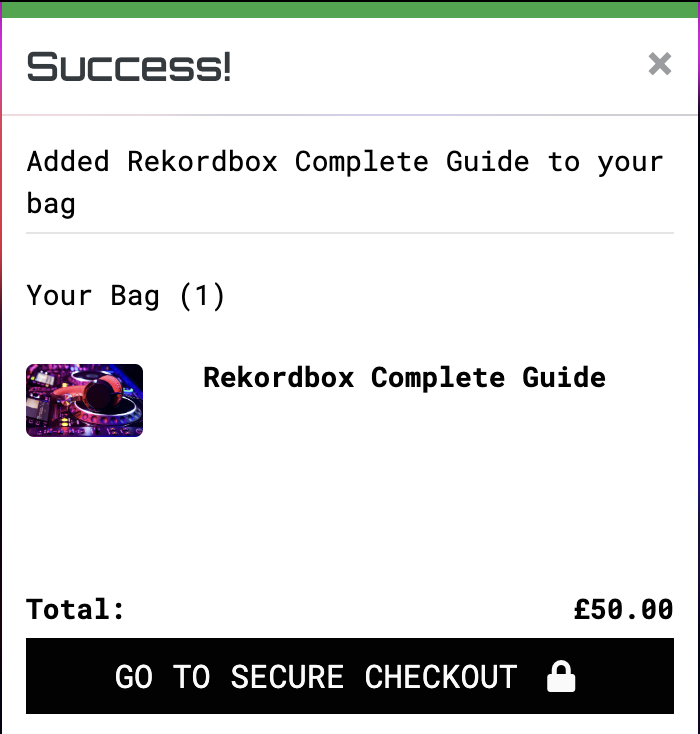 Success!
Added Rekordbox Complete Guide to your
bag
Your Bag (1)
Rekordbox Complete Guide
Total: £50.00
GO TO SECURE CHECKOUT